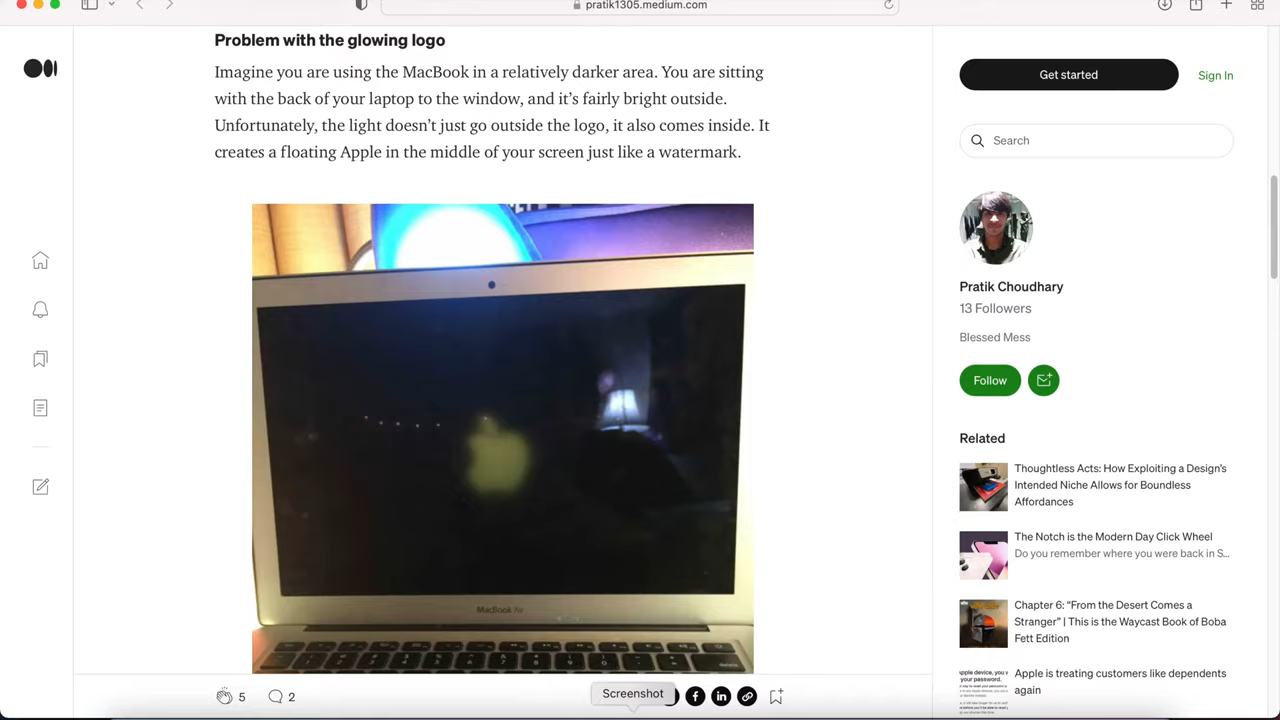 pratik1305.medium.com
Problem with the glowing logo
Imagine you are using the MacBook in a relatively darker area. You are sitting
with the back of your laptop to the window, and it’s fairly bright outside.
Unfortunately, the light doesn’t just go outside the logo, it also comes inside. It
creates a floating Apple in the middle of your screen just like a watermark.
MacBook Air
5
Screenshot
Get started
Sign In
Search
Pratik Choudhary
13 Followers
Blessed Mess
Follow
Related
Thoughtless Acts: How Exploiting a Design’s
Intended Niche Allows for Boundless
Affordances
The Notch is the Modern Day Click Wheel
Do you remember where you were back in S...
Chapter 6: “From the Desert Comes a
Stranger” | This is the Waycast Book of Boba
Fett Edition
Apple is treating customers like dependents
again